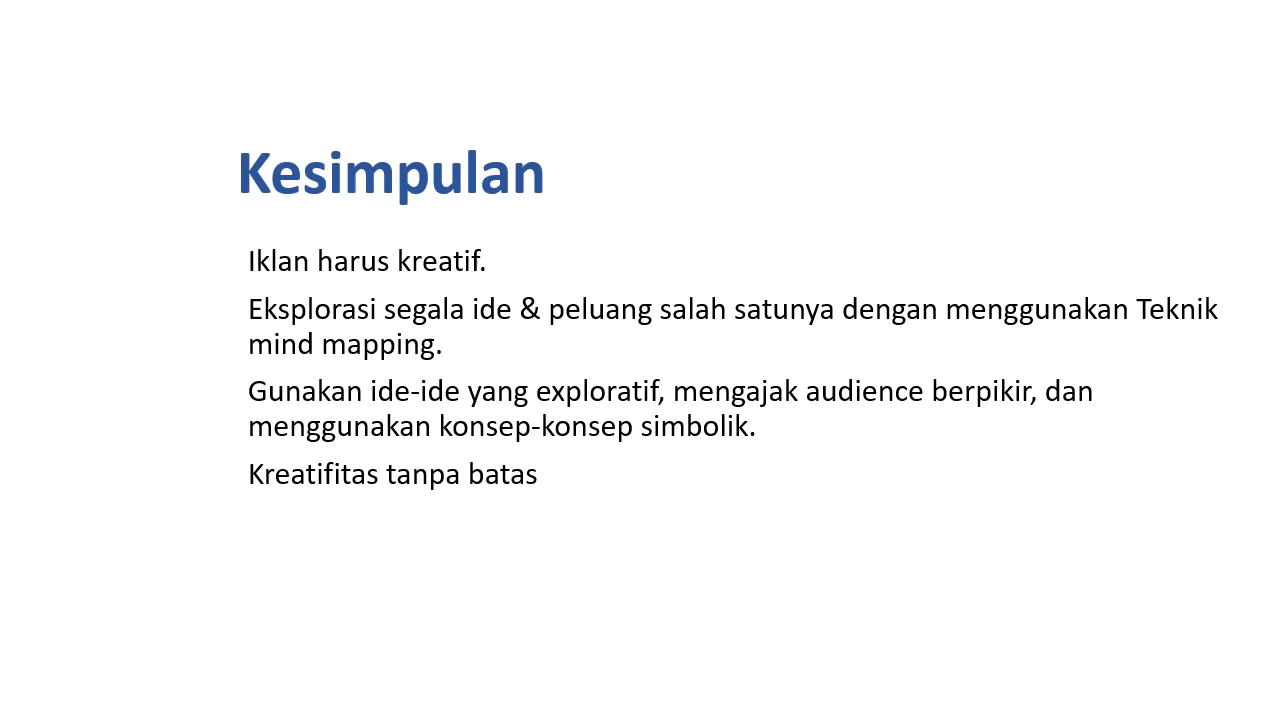 Kesimpulan
Iklan harus kreatif.
Eksplorasi segala ide & peluang salah satunya dengan menggunakan Teknik
mind mapping.
Gunakan ide-ide yang exploratif, mengajak audience berpikir, dan
menggunakan konsep-konsep simbolik.
Kreatifitas tanpa batas